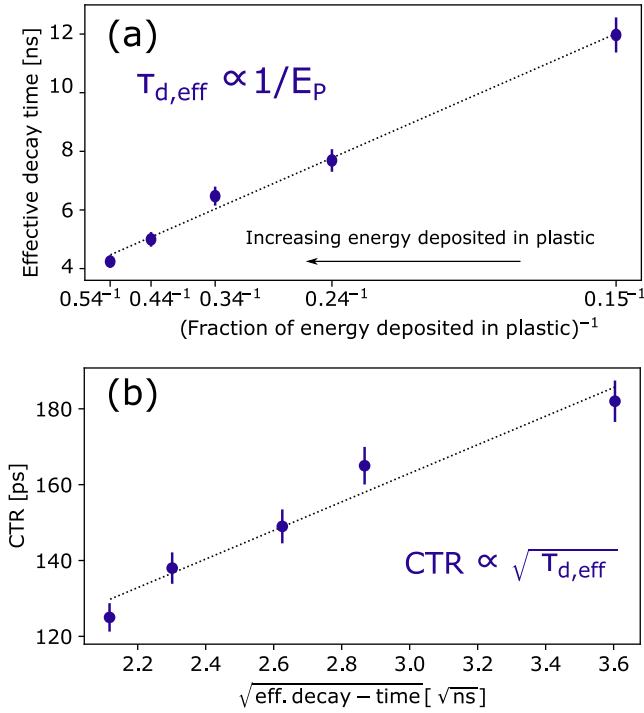 (a)
τd,eff ∝1/EP
Effective decay time [ns]
12
10
8
6
4
Increasing energy deposited in plastic
0.54⁻¹ 0.44⁻¹ 0.34⁻¹ 0.24⁻¹ 0.15⁻¹
(Fraction of energy deposited in plastic)⁻¹
(b)
CTR [ps]
180
160
140
120
CTR ∝ √τd,eff
2.2 2.4 2.6 2.8 3.0 3.2 3.4 3.6
√eff. decay − time [√ns]